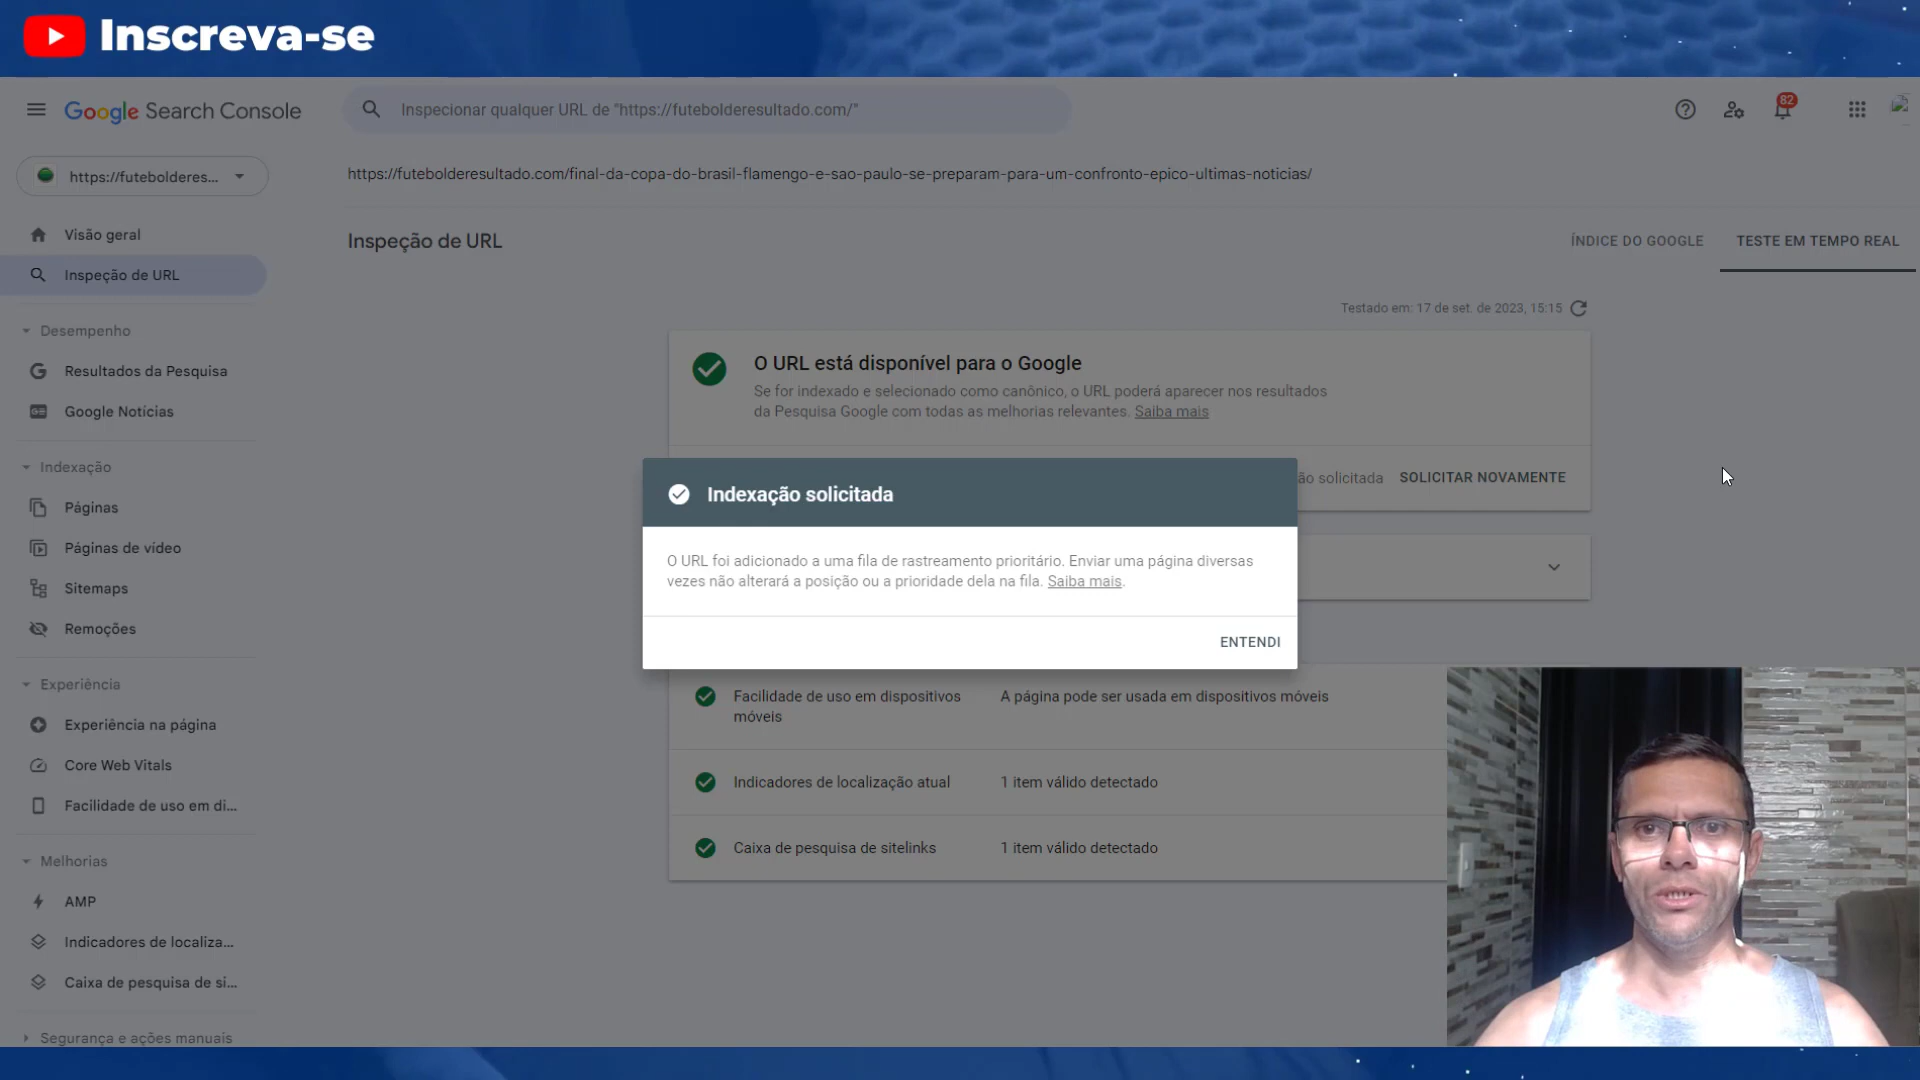 Inscreva-se
Google Search Console
Inspecionar qualquer URL de "https://futebolderesultado.com/"
82
https://futebolderes...
https://futebolderesultado.com/final-da-copa-do-brasil-flamengo-e-sao-paulo-se-preparam-para-um-confronto-epico-ultimas-noticias/
Visão geral
Inspeção de URL
Inspeção de URL
ÍNDICE DO GOOGLE
TESTE EM TEMPO REAL
Testado em: 17 de set. de 2023, 15:15
Desempenho
Resultados da Pesquisa
Google Notícias
O URL está disponível para o Google
Se for indexado e selecionado como canônico, o URL poderá aparecer nos resultados
da Pesquisa Google com todas as melhorias relevantes. Saiba mais
ão solicitada
SOLICITAR NOVAMENTE
Indexação
Páginas
Páginas de vídeo
Sitemaps
Remoções
Indexação solicitada
O URL foi adicionado a uma fila de rastreamento prioritário. Enviar uma página diversas
vezes não alterará a posição ou a prioridade dela na fila. Saiba mais.
ENTENDI
Experiência
Experiência na página
Core Web Vitals
Facilidade de uso em di...
Facilidade de uso em dispositivos
móveis
A página pode ser usada em dispositivos móveis
Indicadores de localização atual
1 item válido detectado
Caixa de pesquisa de sitelinks
1 item válido detectado
Melhorias
AMP
Indicadores de localiza...
Caixa de pesquisa de si...
Segurança e ações manuais